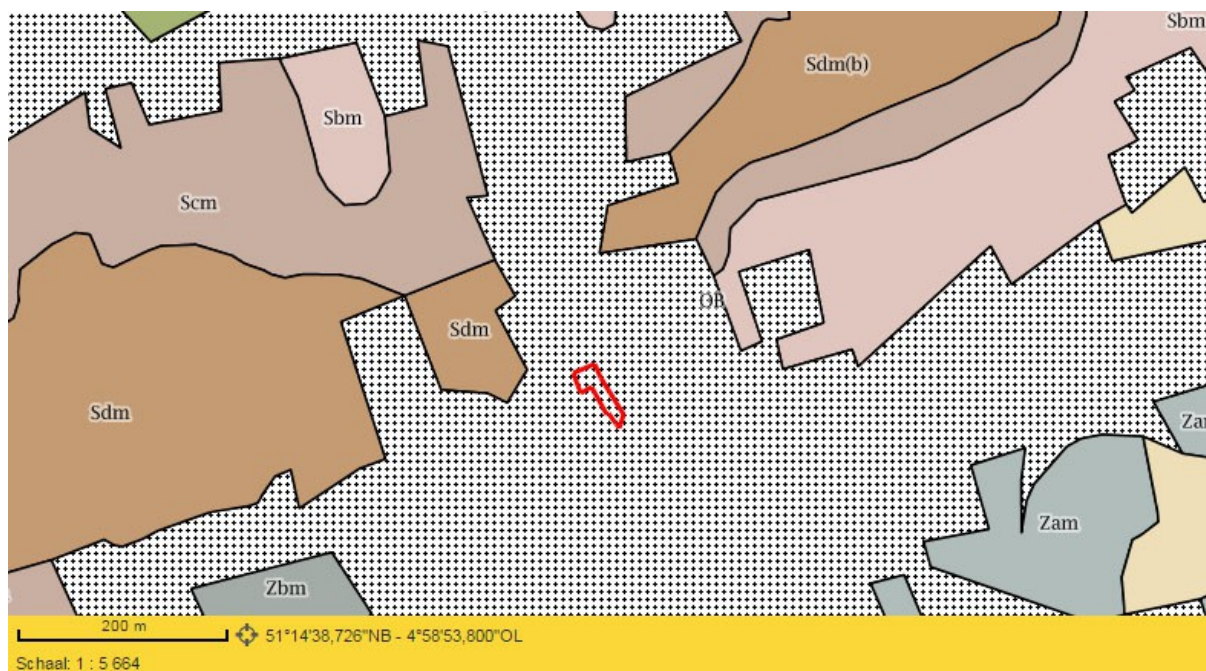 Sbm
Sdm(b)
Sbm
Scm
OB
Sdm
Sdm
Zam
Zbm
200 m
51°14'38,726"NB - 4°58'53,800"OL
Schaal: 1 : 5 664